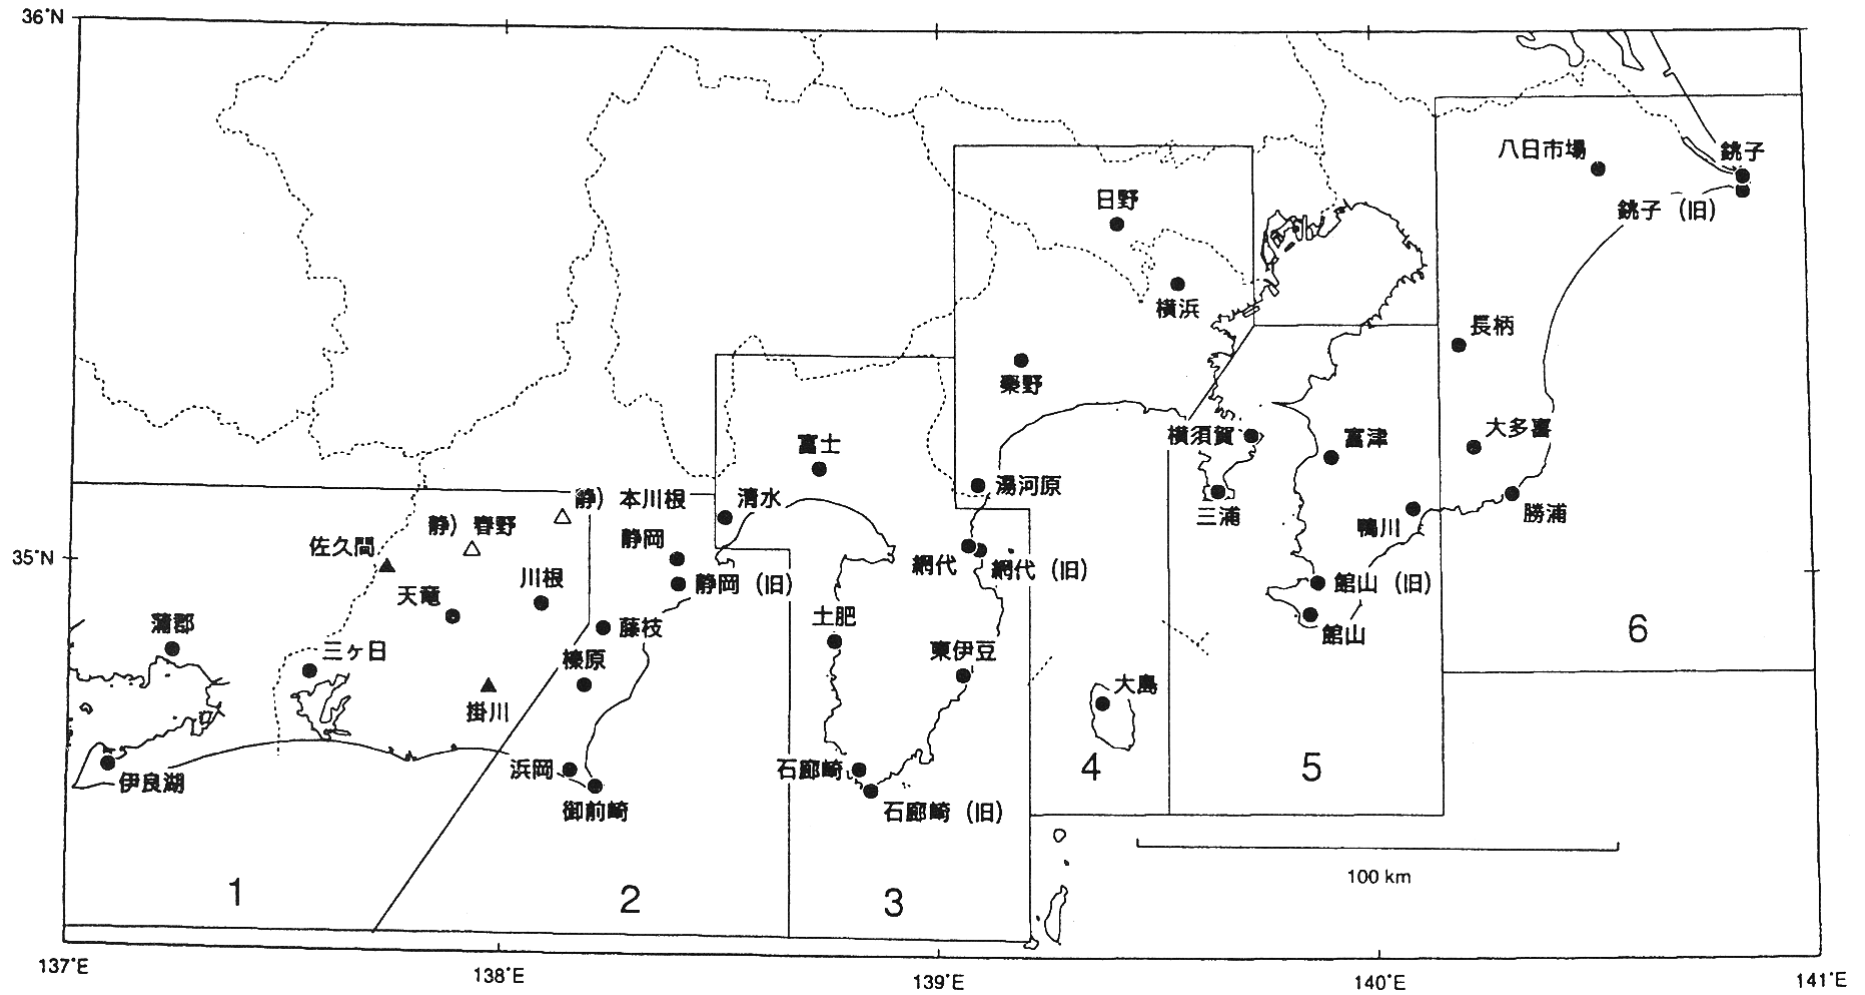 36°N
八日市場
銚子
日野
銚子（旧）
横浜
長柄
秦野
大多喜
富士
横須賀
富津
清水
湯河原
静）本川根
静）春野
三浦
勝浦
鴨川
静岡
佐久間
35°N
網代
網代（旧）
川根
静岡（旧）
館山（旧）
天竜
土肥
蒲郡
藤枝
館山
6
三ヶ日
榛原
東伊豆
大島
掛川
伊良湖
浜岡
石廊崎
4
5
御前崎
石廊崎（旧）
100 km
1
2
3
137°E
138°E
139°E
140°E
141°E